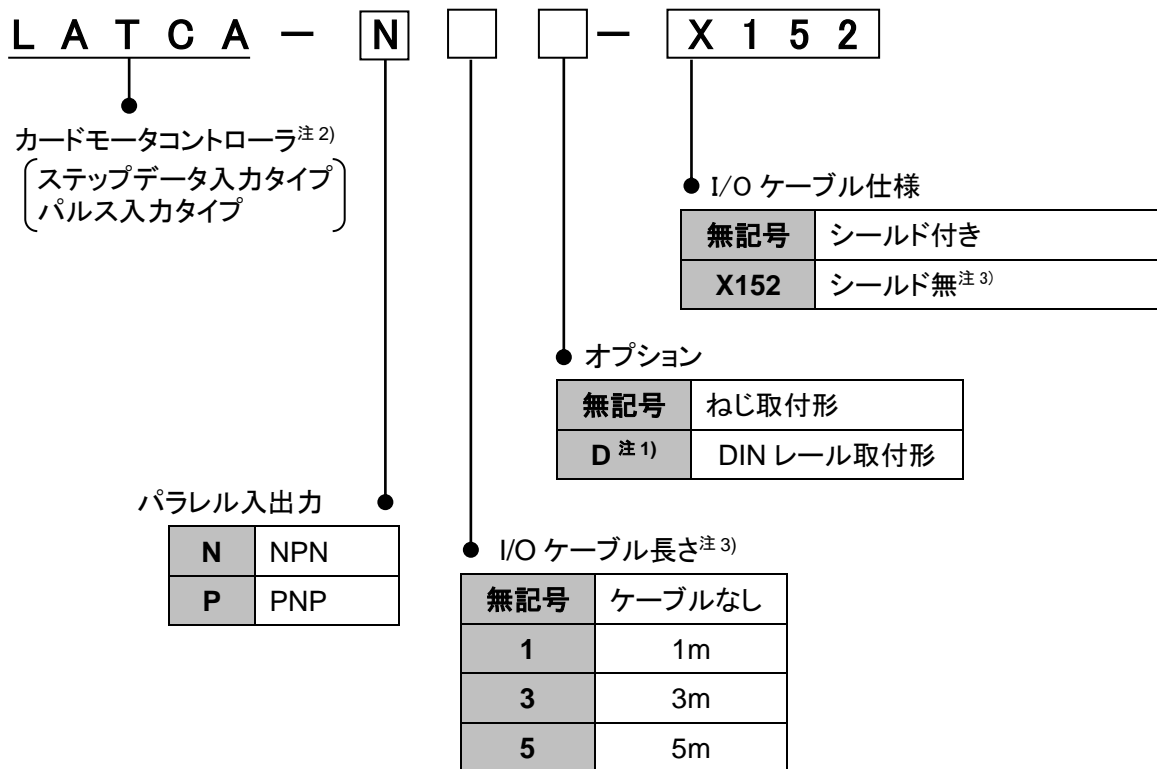 LATCA－N□□－X152
カードモータコントローラ注2)
ステップデータ入力タイプ
パルス入力タイプ
I/O ケーブル仕様
無記号 シールド付き
X152 シールド無注3)
オプション
無記号 ねじ取付形
D 注1) DIN レール取付形
パラレル入出力
N NPN
P PNP
I/O ケーブル長さ注3)
無記号 ケーブルなし
1 1m
3 3m
5 5m